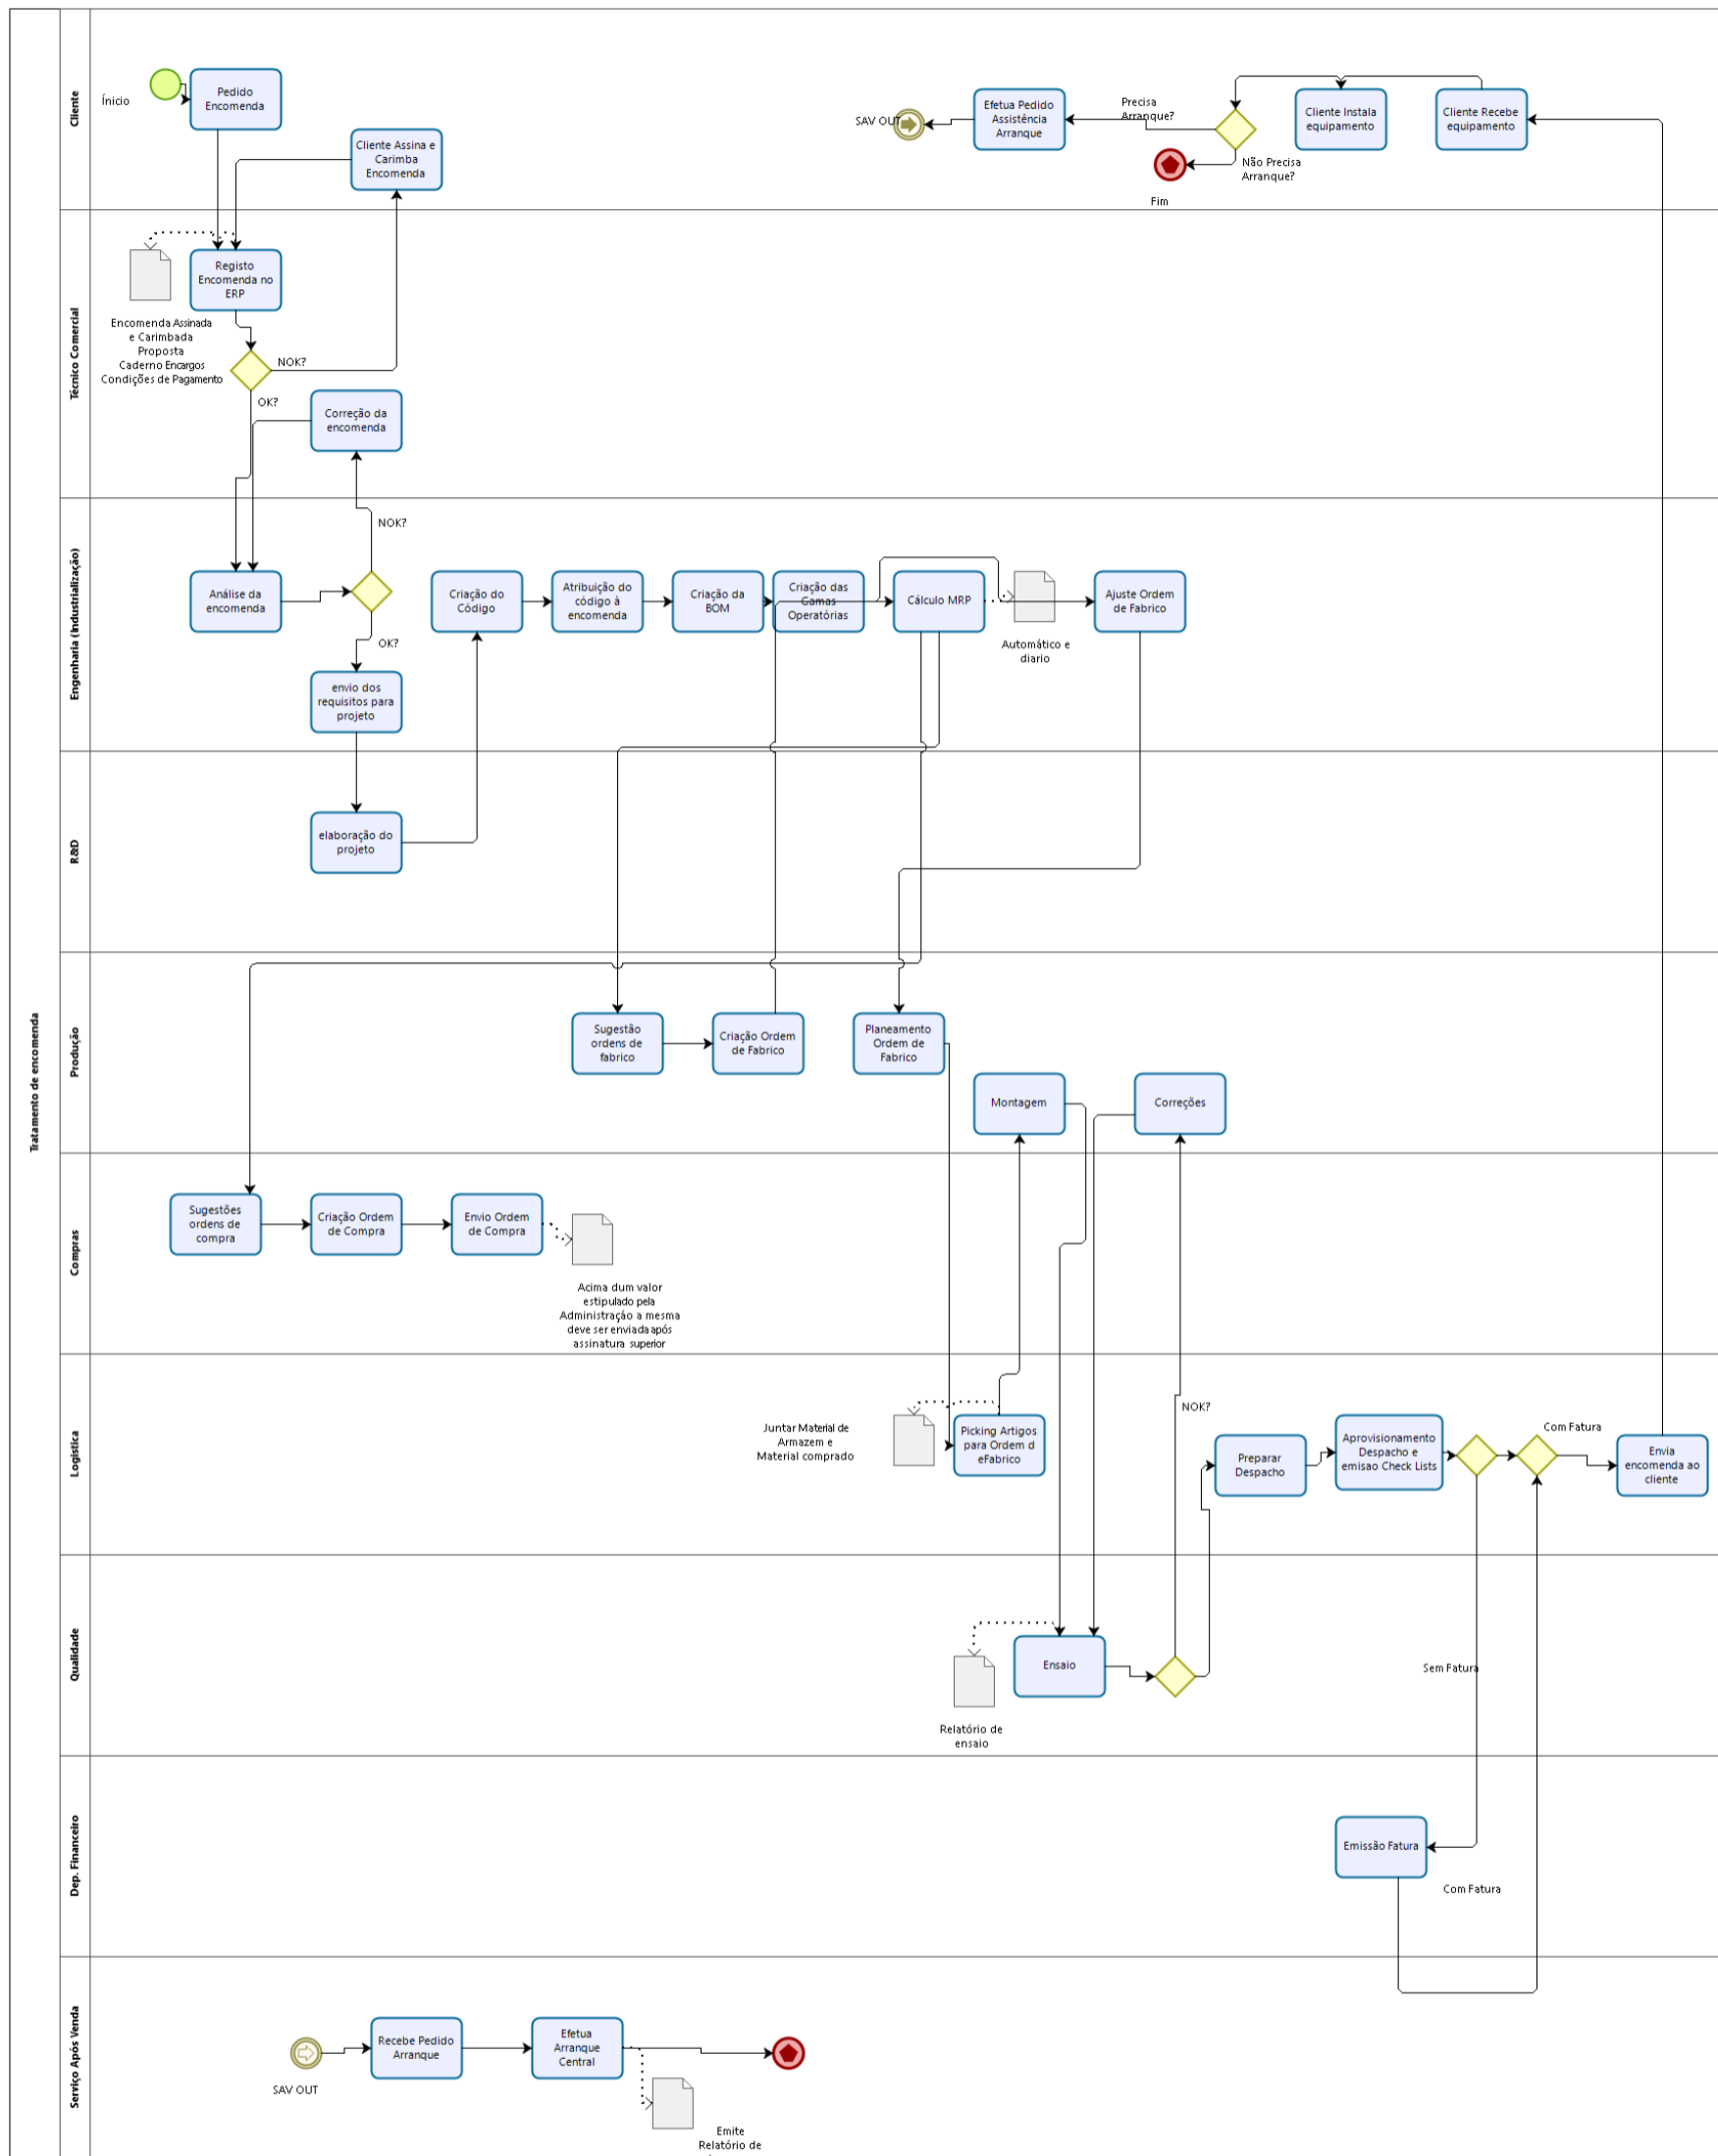 Tratamento de encomenda
Cliente
Ínicio
Pedido
Encomenda
Cliente Assina e
Carimba
Encomenda
SAV OUT
Efetua Pedido
Assistência
Arranque
Precisa
Arranque?
Não Precisa
Arranque?
Fim
Cliente Instala
equipamento
Cliente Recebe
equipamento
Técnico Comercial
Registo
Encomenda no
ERP
Encomenda Assinada
e Carimbada
Proposta
Caderno Encargos
Condições de Pagamento
NOK?
OK?
Correção da
encomenda
Engenharia (Industrialização)
Análise da
encomenda
NOK?
OK?
envio dos
requisitos para
projeto
Criação do
Código
Atribuição do
código à
encomenda
Criação da
BOM
Criação das
Gamas
Operatórias
Cálculo MRP
Automático e
diario
Ajuste Ordem
de Fabrico
R&D
elaboração do
projeto
Produção
Sugestão
ordens de
fabrico
Criação Ordem
de Fabrico
Planeamento
Ordem de
Fabrico
Montagem
Correções
Compras
Sugestões
ordens de
compra
Criação Ordem
de Compra
Envio Ordem
de Compra
Acima dum valor
estipulado pela
Administração a mesma
deve ser enviada após
assinatura superior
Logística
Juntar Material de
Armazem e
Material comprado
Picking Artigos
para Ordem d
eFabrico
NOK?
Preparar
Despacho
Aprovisionamento
Despacho e
emisao Check Lists
Com Fatura
Envia
encomenda ao
cliente
Qualidade
Relatório de
ensaio
Ensaio
Sem Fatura
Dep. Financeiro
Emissão Fatura
Com Fatura
Serviço Após Venda
SAV OUT
Recebe Pedido
Arranque
Efetua
Arranque
Central
Emite
Relatório de